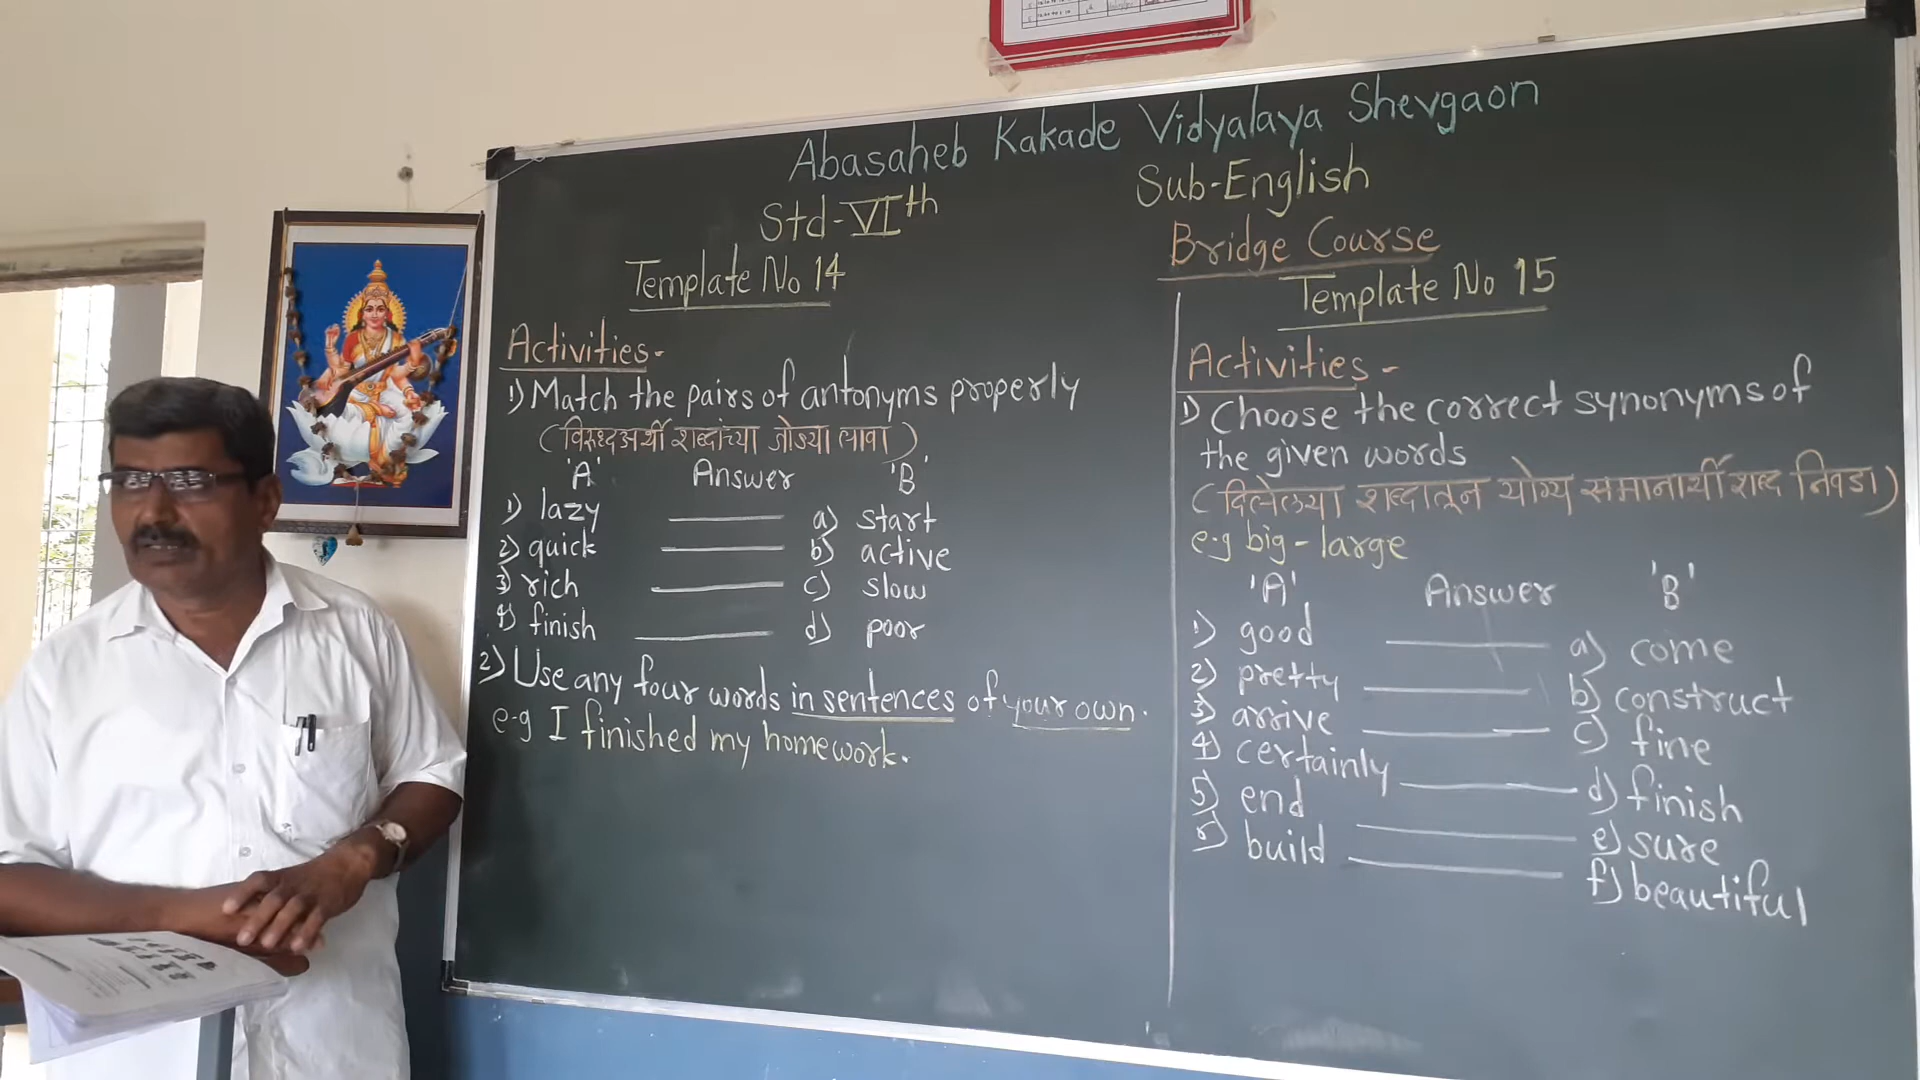 Abasaheb Kakade Vidyalaya Shevgaon
Std-VIth
Sub-English
Bridge Course
Template No 14
Activities-
1) Match the pairs of antonyms properly
(विरुध्दअर्थी शब्दांच्या जोड्या लावा)
'A' Answer 'B'
1) lazy a) start
2) quick b) active
3) rich c) slow
4) finish d) poor
2) Use any four words in sentences of your own.
e-g I finished my homework.
Template No 15
Activities-
1) Choose the correct synonyms of
the given words
(दिलेलया शब्दातून योग्य समानार्थी शब्द निवडा)
e-g big - large
'A' Answer 'B'
1) good a) come
2) pretty b) construct
3) arrive c) fine
4) certainly d) finish
5) end e) sure
build f) beautiful